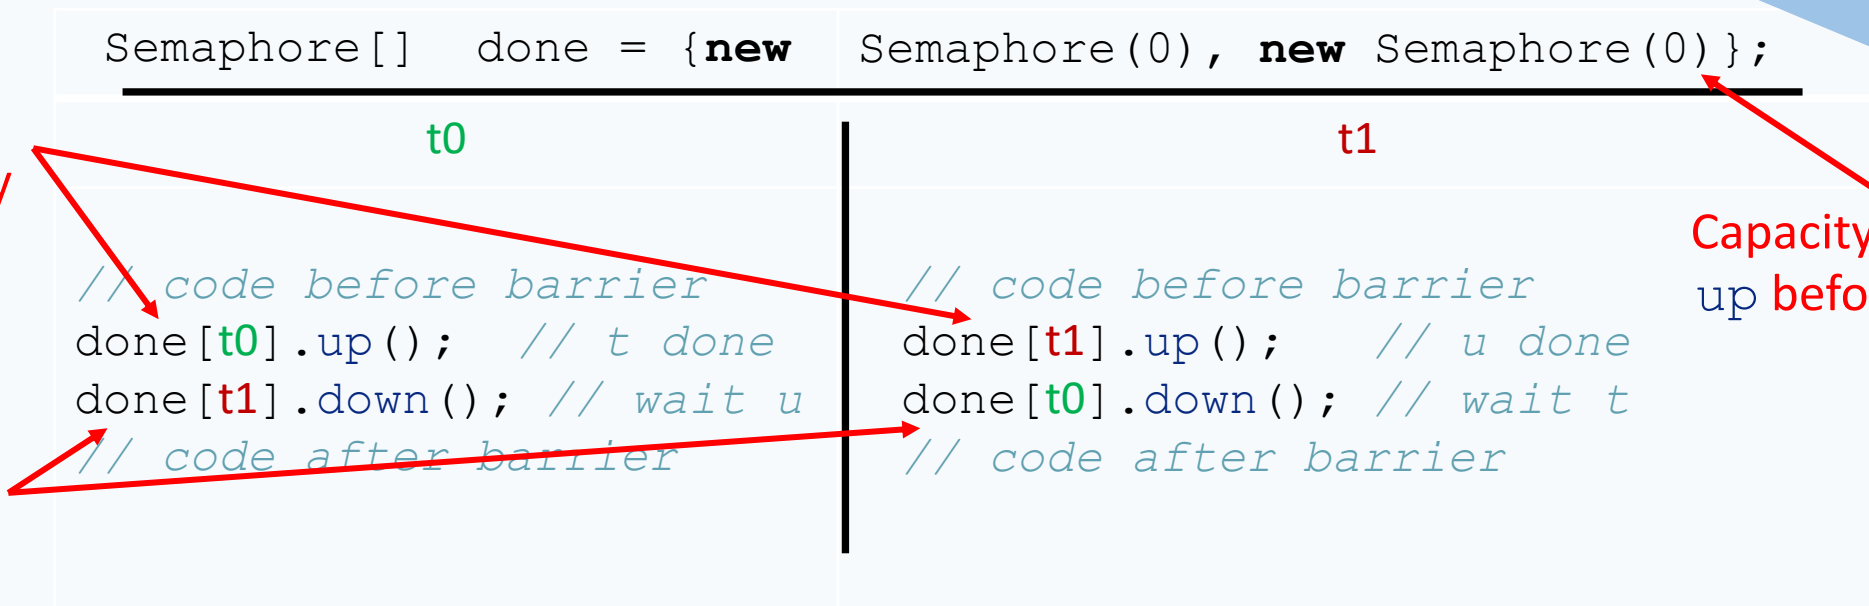 Semaphore[] done = {new Semaphore(0), new Semaphore(0)};
t0
t1
// code before barrier
done[t0].up(); // t done
done[t1].down(); // wait u
// code after barrier
// code before barrier
done[t1].up(); // u done
done[t0].down(); // wait t
// code after barrier
Capacity
up befo